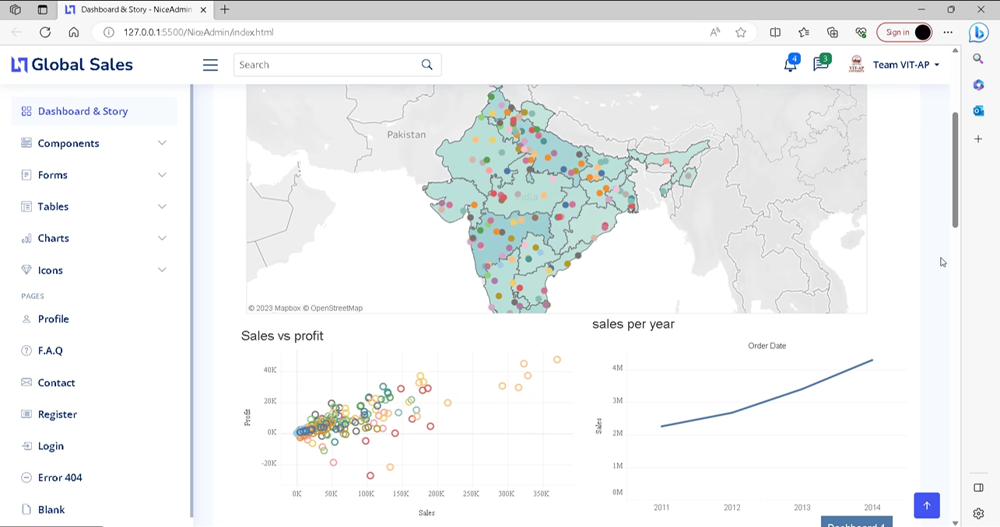 Dashboard & Story - NiceAdmin
127.0.0.1:5500/NiceAdmin/index.html
Sign in
Global Sales
Search
4
3
Team VIT-AP
Dashboard & Story
Components
Forms
Tables
Charts
Icons
PAGES
Profile
F.A.Q
Contact
Register
Login
Error 404
Blank
Pakistan
India
© 2023 Mapbox © OpenStreetMap
Sales vs profit
Profit
40K
20K
0K
-20K
0K 50K 100K 150K 200K 250K 300K 350K
Sales
sales per year
Order Date
Sales
4M
3M
2M
1M
0M
2011 2012 2013 2014
Dashboard 1